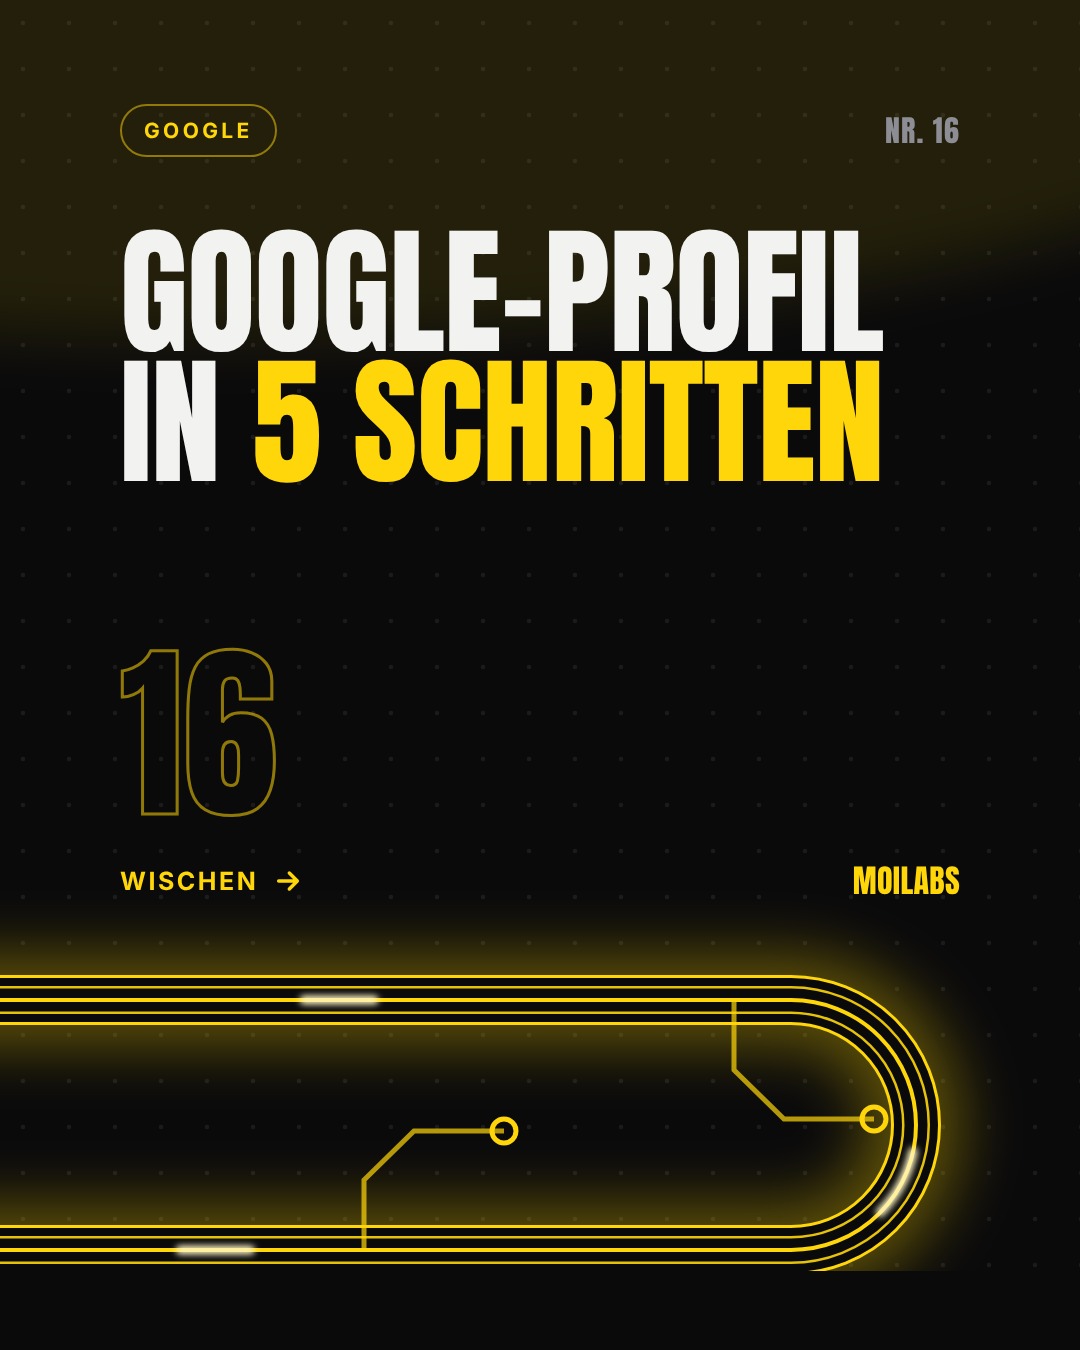 GOOGLE
NR. 16
GOOGLE-PROFIL
IN 5 SCHRITTEN
16
WISCHEN →
MOILABS